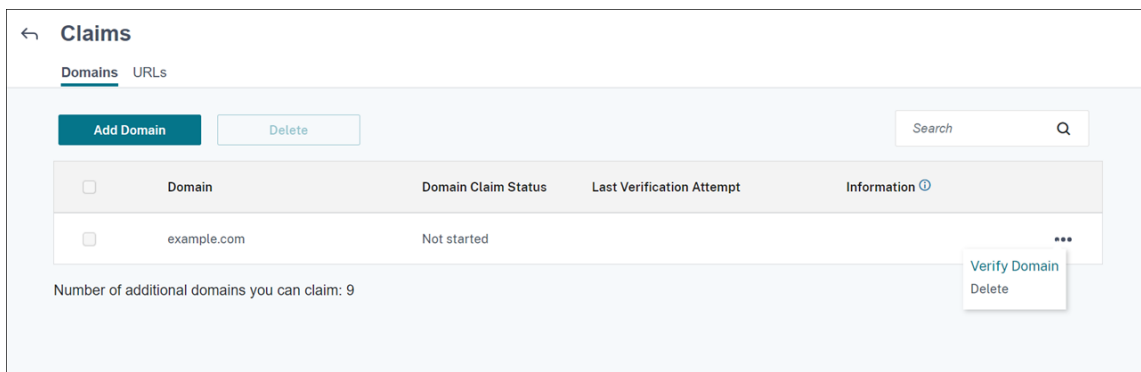 Claims
Domains URLs
Add Domain Delete Search
Domain Domain Claim Status Last Verification Attempt Information
example.com Not started
Verify Domain
Delete
Number of additional domains you can claim: 9